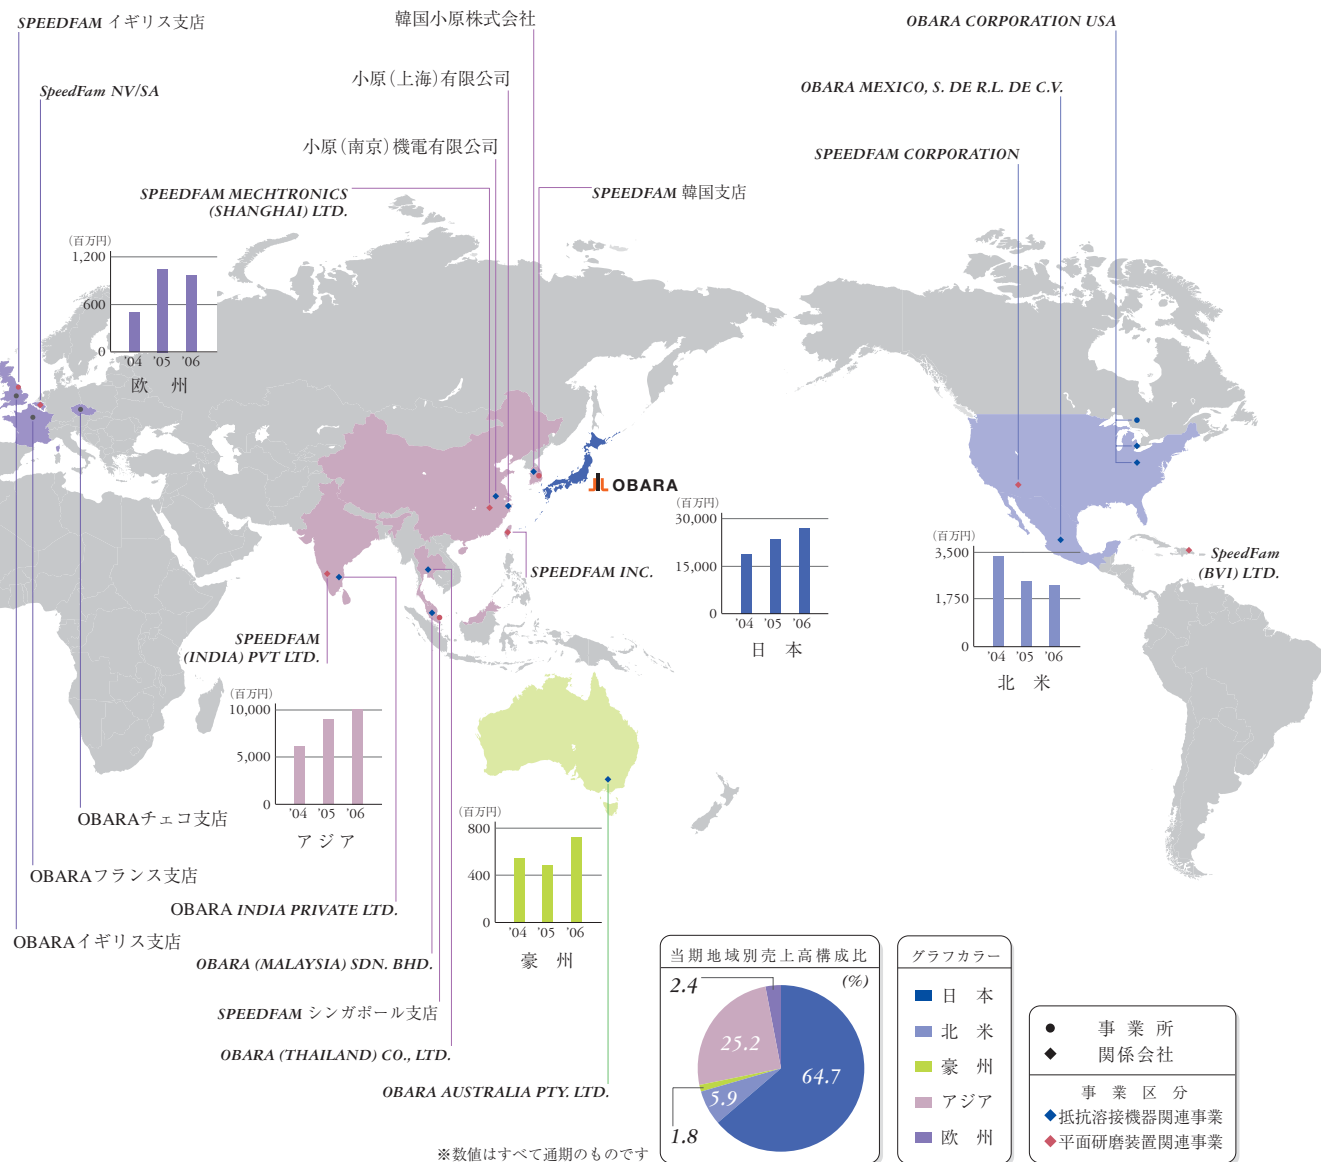 SPEEDFAM イギリス支店
SpeedFam NV/SA
韓国小原株式会社
小原（上海）有限公司
小原（南京）機電有限公司
SPEEDFAM MECHTRONICS
(SHANGHAI) LTD.
SPEEDFAM 韓国支店
OBARA CORPORATION USA
OBARA MEXICO, S. DE R.L. DE C.V.
SPEEDFAM CORPORATION
（百万円）
1,200
600
0
'04 '05 '06
欧 州
OBARA
（百万円）
30,000
15,000
0
'04 '05 '06
日 本
（百万円）
3,500
1,750
0
'04 '05 '06
北 米
SpeedFam
(BVI) LTD.
SPEEDFAM INC.
SPEEDFAM
(INDIA) PVT LTD.
（百万円）
10,000
5,000
0
'04 '05 '06
アジア
OBARAチェコ支店
OBARAフランス支店
OBARA INDIA PRIVATE LTD.
OBARAイギリス支店
OBARA (MALAYSIA) SDN. BHD.
SPEEDFAM シンガポール支店
OBARA (THAILAND) CO., LTD.
OBARA AUSTRALIA PTY. LTD.
（百万円）
800
400
0
'04 '05 '06
豪 州
※数値はすべて通期のものです
当期地域別売上高構成比
(%)
2.4
25.2
64.7
5.9
1.8
グラフカラー
日 本
北 米
豪 州
アジア
欧 州
事 業 所
関係会社
事 業 区 分
抵抗溶接機器関連事業
平面研磨装置関連事業